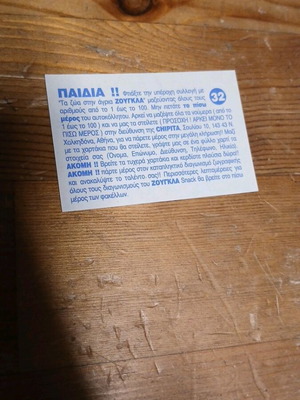 ΠΑΙΔΙΑ !! Φτιάξτε την υπέροχη συλλογή με
"Τα ζώα στην άγρια ΖΟΥΓΚΛΑ" μαζεύοντας όλους τους
αριθμούς από το 1 έως το 100. Μην πετάτε το πίσω
μέρος του αυτοκόλλητου. Αρκεί να μαζέψετε όλα τα νούμερα ( από το
1 έως το 100 ) και να μας στείλετε ( ΠΡΟΣΟΧΗ ! ΑΡΚΕΙ ΜΟΝΟ ΤΟ
ΠΙΣΩ ΜΕΡΟΣ ) στην διεύθυνση της CHIPITA, 143 43 Ν.
Χαλκηδόνα, Αθήνα, για να πάρετε μέρος στην μεγάλη κλήρωση!! Μαζί
με τα χαρτάκια που θα στείλετε, γράψτε μας σε ένα φύλλο χαρτί τα
στοιχεία σας (Όνομα, Επώνυμο, Διεύθυνση, Τηλέφωνο, Ηλικία)
ΑΚΟΜΗ !! Βρείτε τα τυχερά χαρτάκια και κερδίστε πλούσια δώρα!!
ΑΚΟΜΗ !! πάρτε μέρος στον καταπληκτικό διαγωνισμό ζωγραφικής
και ανακαλύψτε το ταλέντο σας!! Περισσότερες λεπτομέρειες για
όλους τους διαγωνισμούς του ΖΟΥΓΚΛΑ Snack θα βρείτε στο πίσω
μέρος των φακέλλων.
32